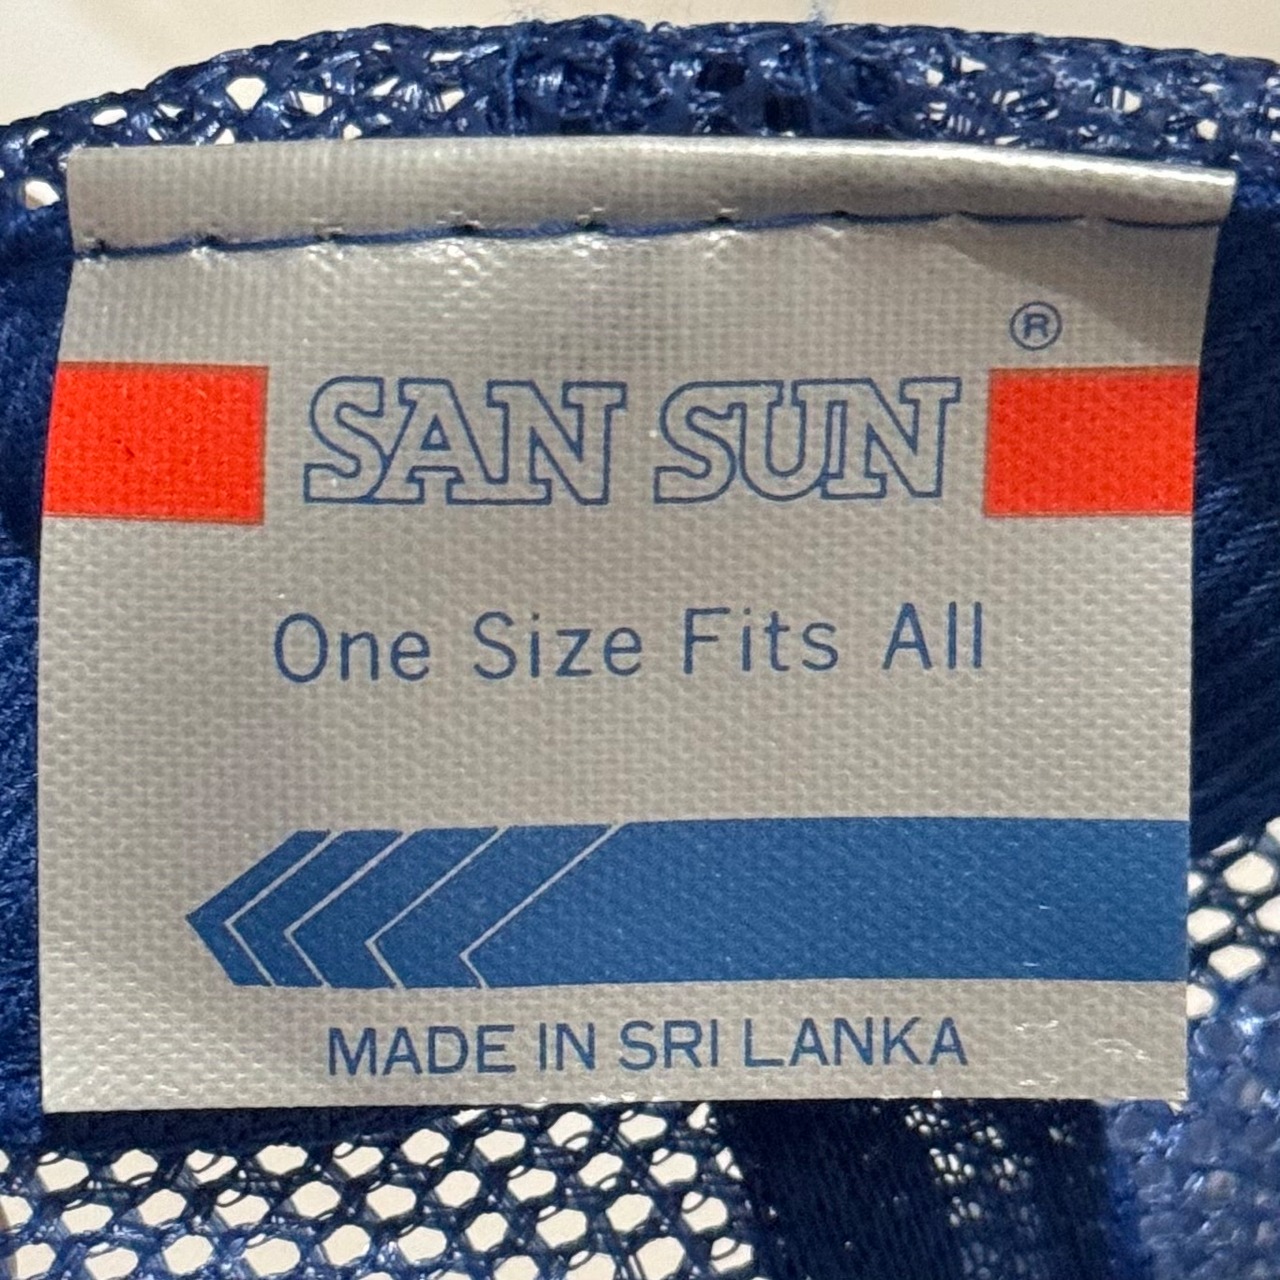 ®
SAN SUN
One Size Fits All
MADE IN SRI LANKA